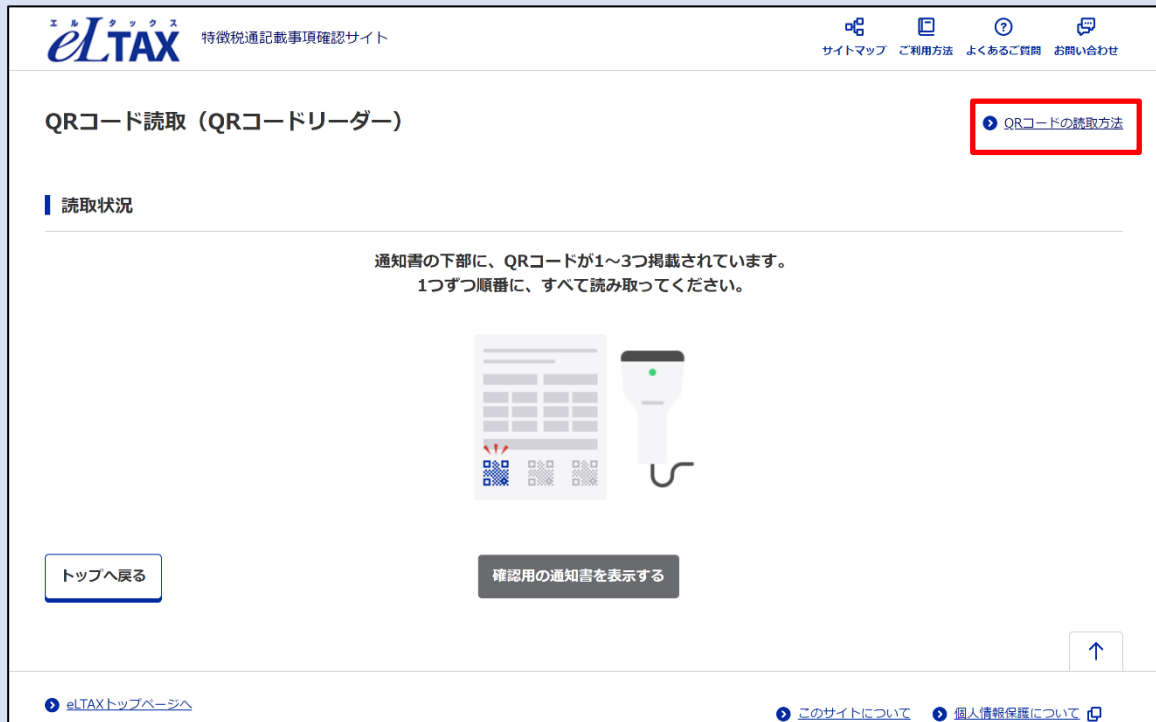 エルタックス
eLTAX
特徴税通記載事項確認サイト
サイトマップ
ご利用方法
よくあるご質問
お問い合わせ
QRコード読取（QRコードリーダー）
QRコードの読取方法
読取状況
通知書の下部に、QRコードが1～3つ掲載されています。
1つずつ順番に、すべて読み取ってください。
トップへ戻る
確認用の通知書を表示する
eLTAXトップページへ
このサイトについて
個人情報保護について